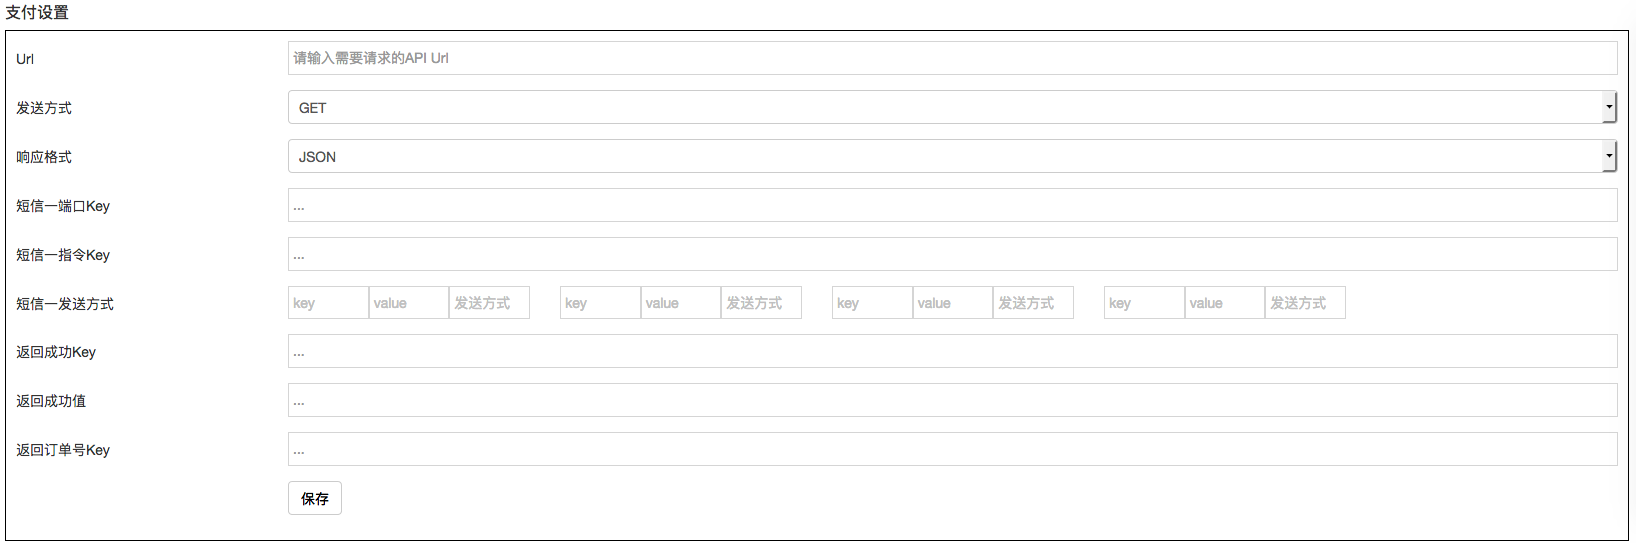 支付设置
Url 请输入需要请求的API Url
发送方式 GET
响应格式 JSON
短信一端口Key ...
短信一指令Key ...
短信一发送方式 key value 发送方式 key value 发送方式 key value 发送方式 key value 发送方式
返回成功Key ...
返回成功值 ...
返回订单号Key ...
保存